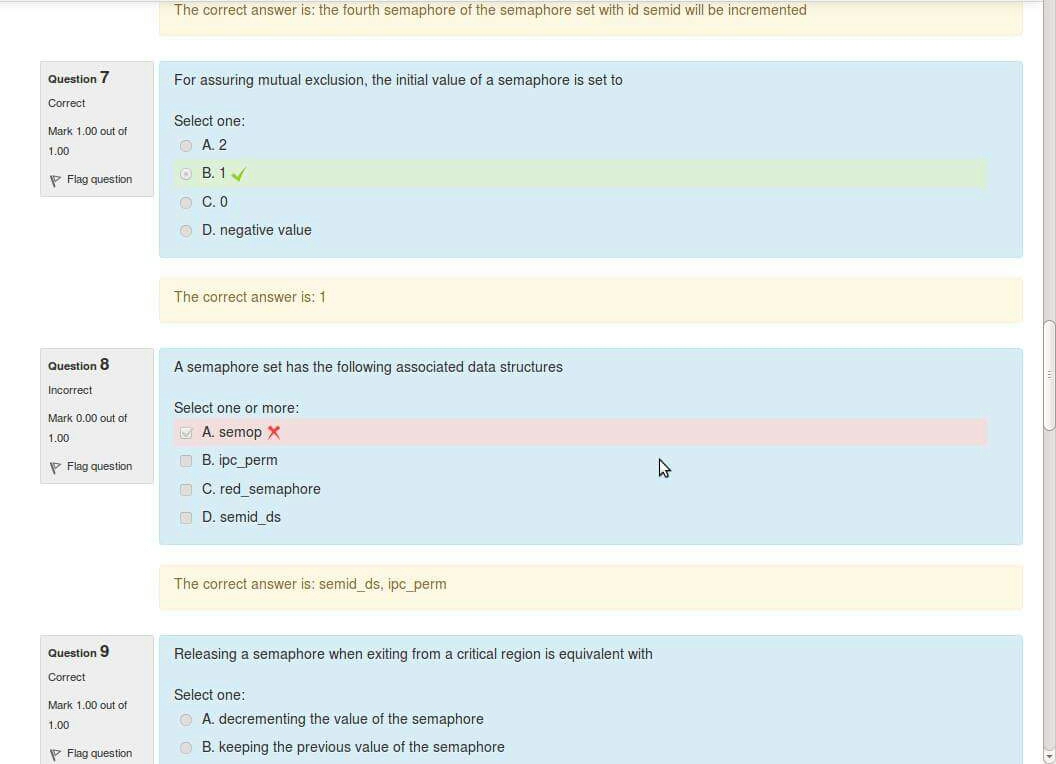 The correct answer is: the fourth semaphore of the semaphore set with id semid will be incremented
Question 7
Correct
Mark 1.00 out of
1.00
Flag question
For assuring mutual exclusion, the initial value of a semaphore is set to
Select one:
A. 2
B. 1
C. 0
D. negative value
The correct answer is: 1
Question 8
Incorrect
Mark 0.00 out of
1.00
Flag question
A semaphore set has the following associated data structures
Select one or more:
A. semop
B. ipc_perm
C. red_semaphore
D. semid_ds
The correct answer is: semid_ds, ipc_perm
Question 9
Correct
Mark 1.00 out of
1.00
Flag question
Releasing a semaphore when exiting from a critical region is equivalent with
Select one:
A. decrementing the value of the semaphore
B. keeping the previous value of the semaphore